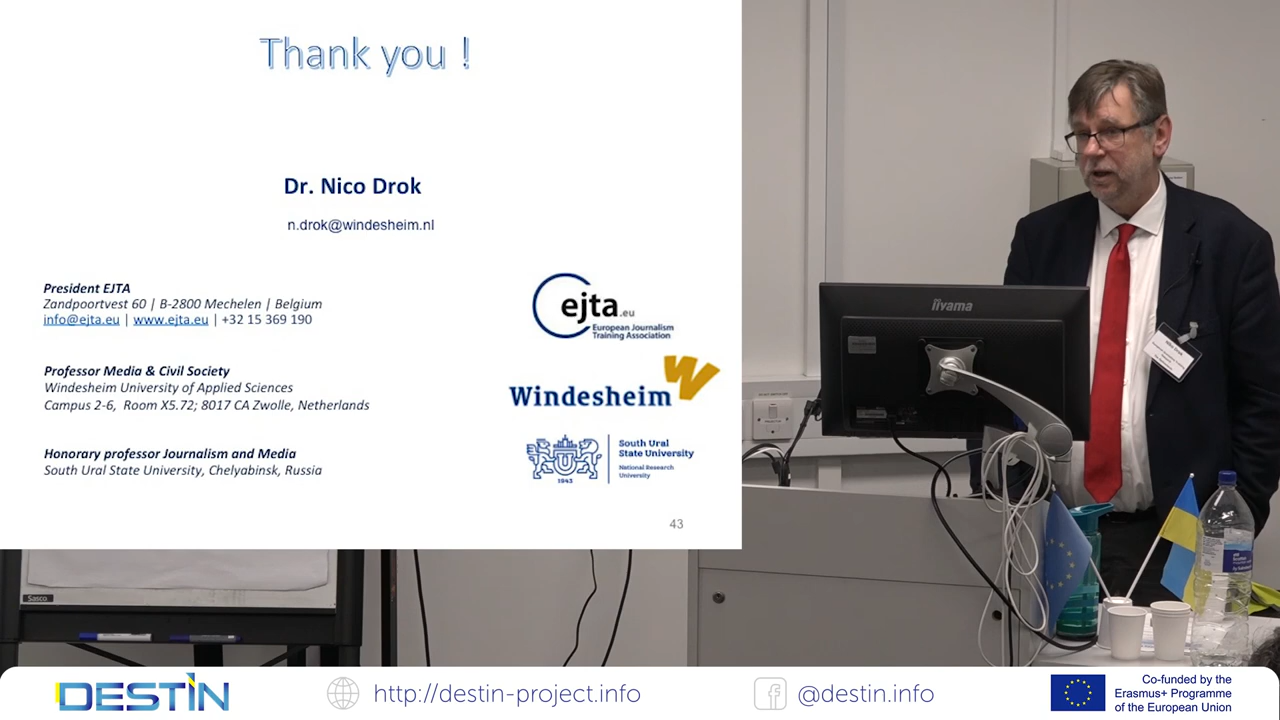 Thank you !
Dr. Nico Drok
n.drok@windesheim.nl
President EJTA
Zandpoortvest 60 | B-2800 Mechelen | Belgium
info@ejta.eu | www.ejta.eu | +32 15 369 190
ejta.eu
European Journalism
Training Association
Professor Media & Civil Society
Windesheim University of Applied Sciences
Campus 2-6, Room X5.72; 8017 CA Zwolle, Netherlands
Windesheim
Honorary professor Journalism and Media
South Ural State University, Chelyabinsk, Russia
South Ural
State University
National Research
University
1943
43
iiyama
Nico Drok
Sasco
DESTIN
http://destin-project.info
@destin.info
Co-funded by the
Erasmus+ Programme
of the European Union